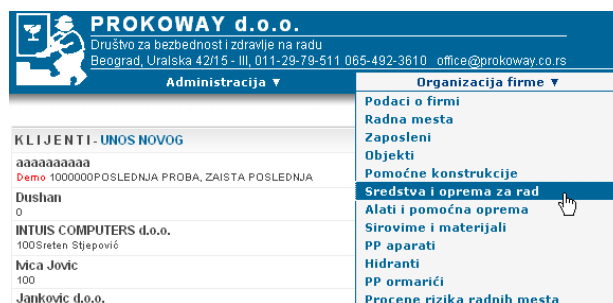 PROKOWAY d.o.o.
Društvo za bezbednost i zdravlje na radu
Beograd, Uralska 42/15 - III, 011-29-79-511 065-492-3610 office@prokoway.co.rs
Administracija ▼ Organizacija firme ▼
Podaci o firmi
Radna mesta
Zaposleni
Objekti
Pomoćne konstrukcije
Sredstva i oprema za rad
Alati i pomoćna oprema
Sirovime i materijali
PP aparati
Hidranti
PP ormarići
Procene rizika radnih mesta
KLIJENTI - UNOS NOVOG
aaaaaaaaaa
Demo 1000000POSLEDNJA PROBA, ZAISTA POSLEDNJA
Dushan
0
INTUIS COMPUTERS d.o.o.
100Sreten Stjepović
Ivica Jovic
100
Jankovic d.o.o.